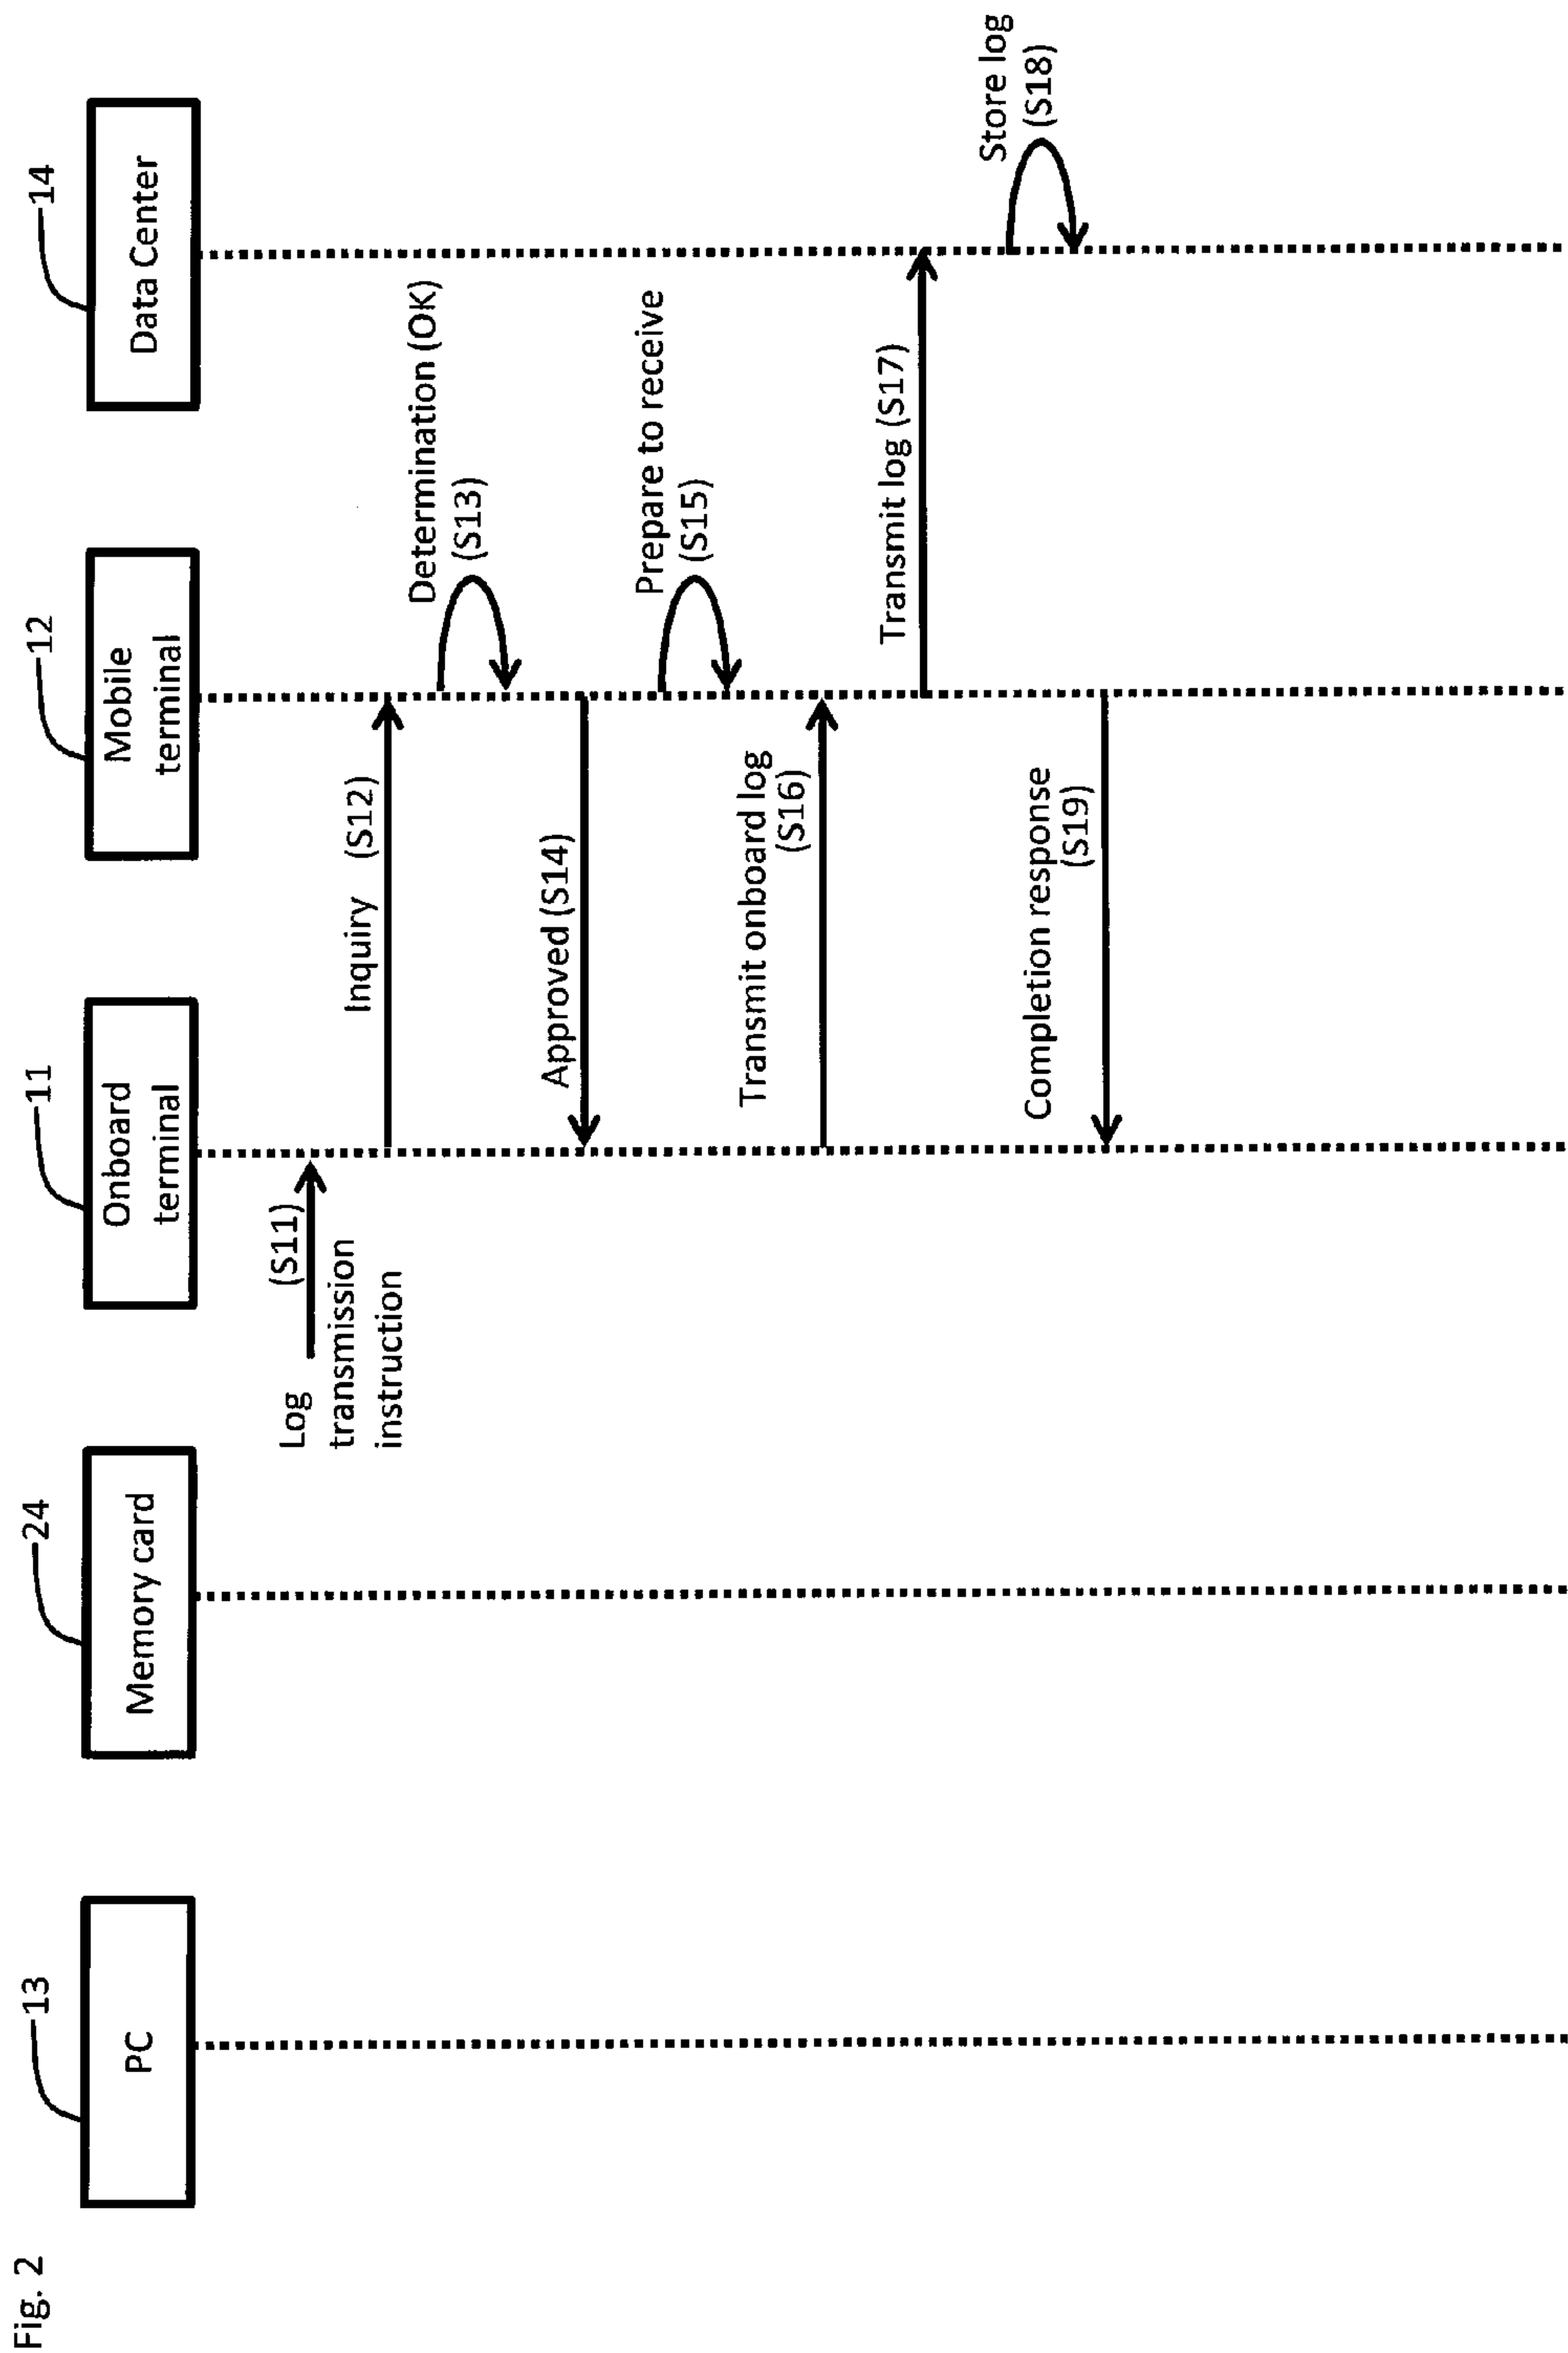 Fig. 2
13
24
11
12
14
PC
Memory card
Onboard
terminal
Mobile
terminal
Data Center
Log
(S11)
transmission
instruction
Inquiry (S12)
Determination (OK)
(S13)
Approved (S14)
Prepare to receive
(S15)
Transmit onboard log
(S16)
Transmit log (S17)
Store log
(S18)
Completion response
(S19)